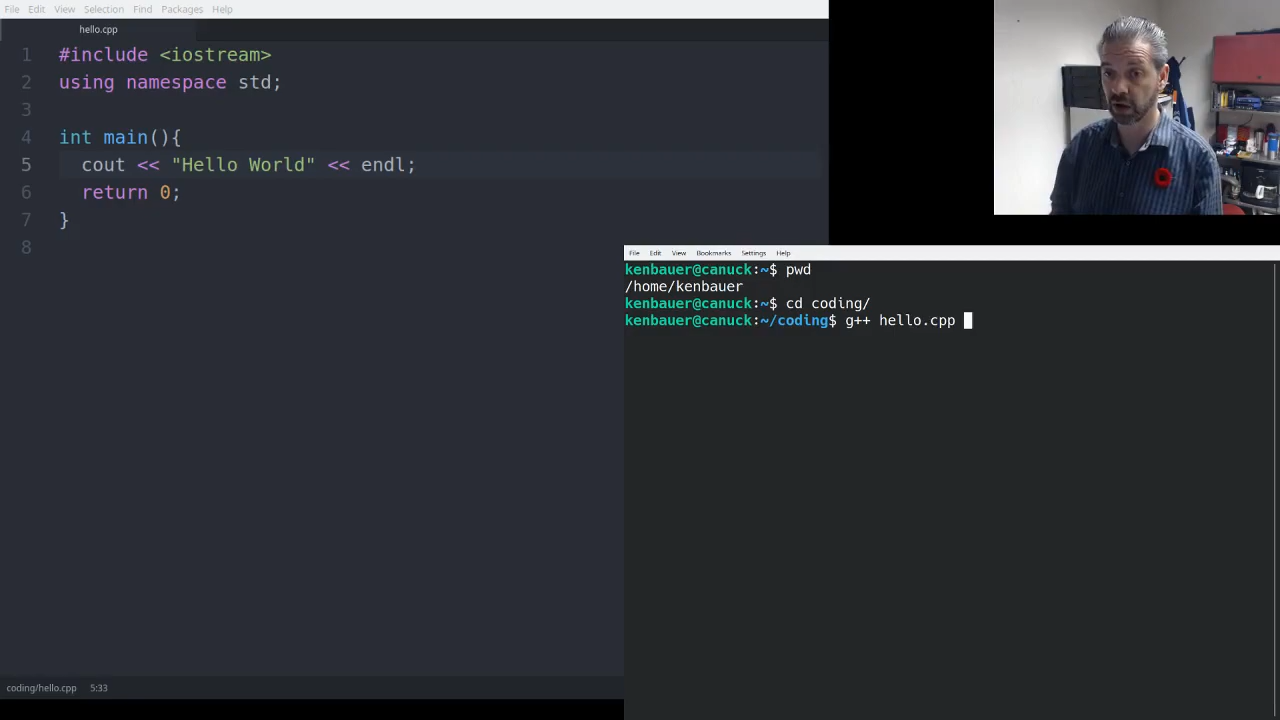 File Edit View Selection Find Packages Help
hello.cpp
1 #include <iostream>
2 using namespace std;
3
4 int main(){
5 cout << "Hello World" << endl;
6 return 0;
7 }
8
File Edit View Bookmarks Settings Help
kenbauer@canuck:~$ pwd
/home/kenbauer
kenbauer@canuck:~$ cd coding/
kenbauer@canuck:~/coding$ g++ hello.cpp
coding/hello.cpp 5:33